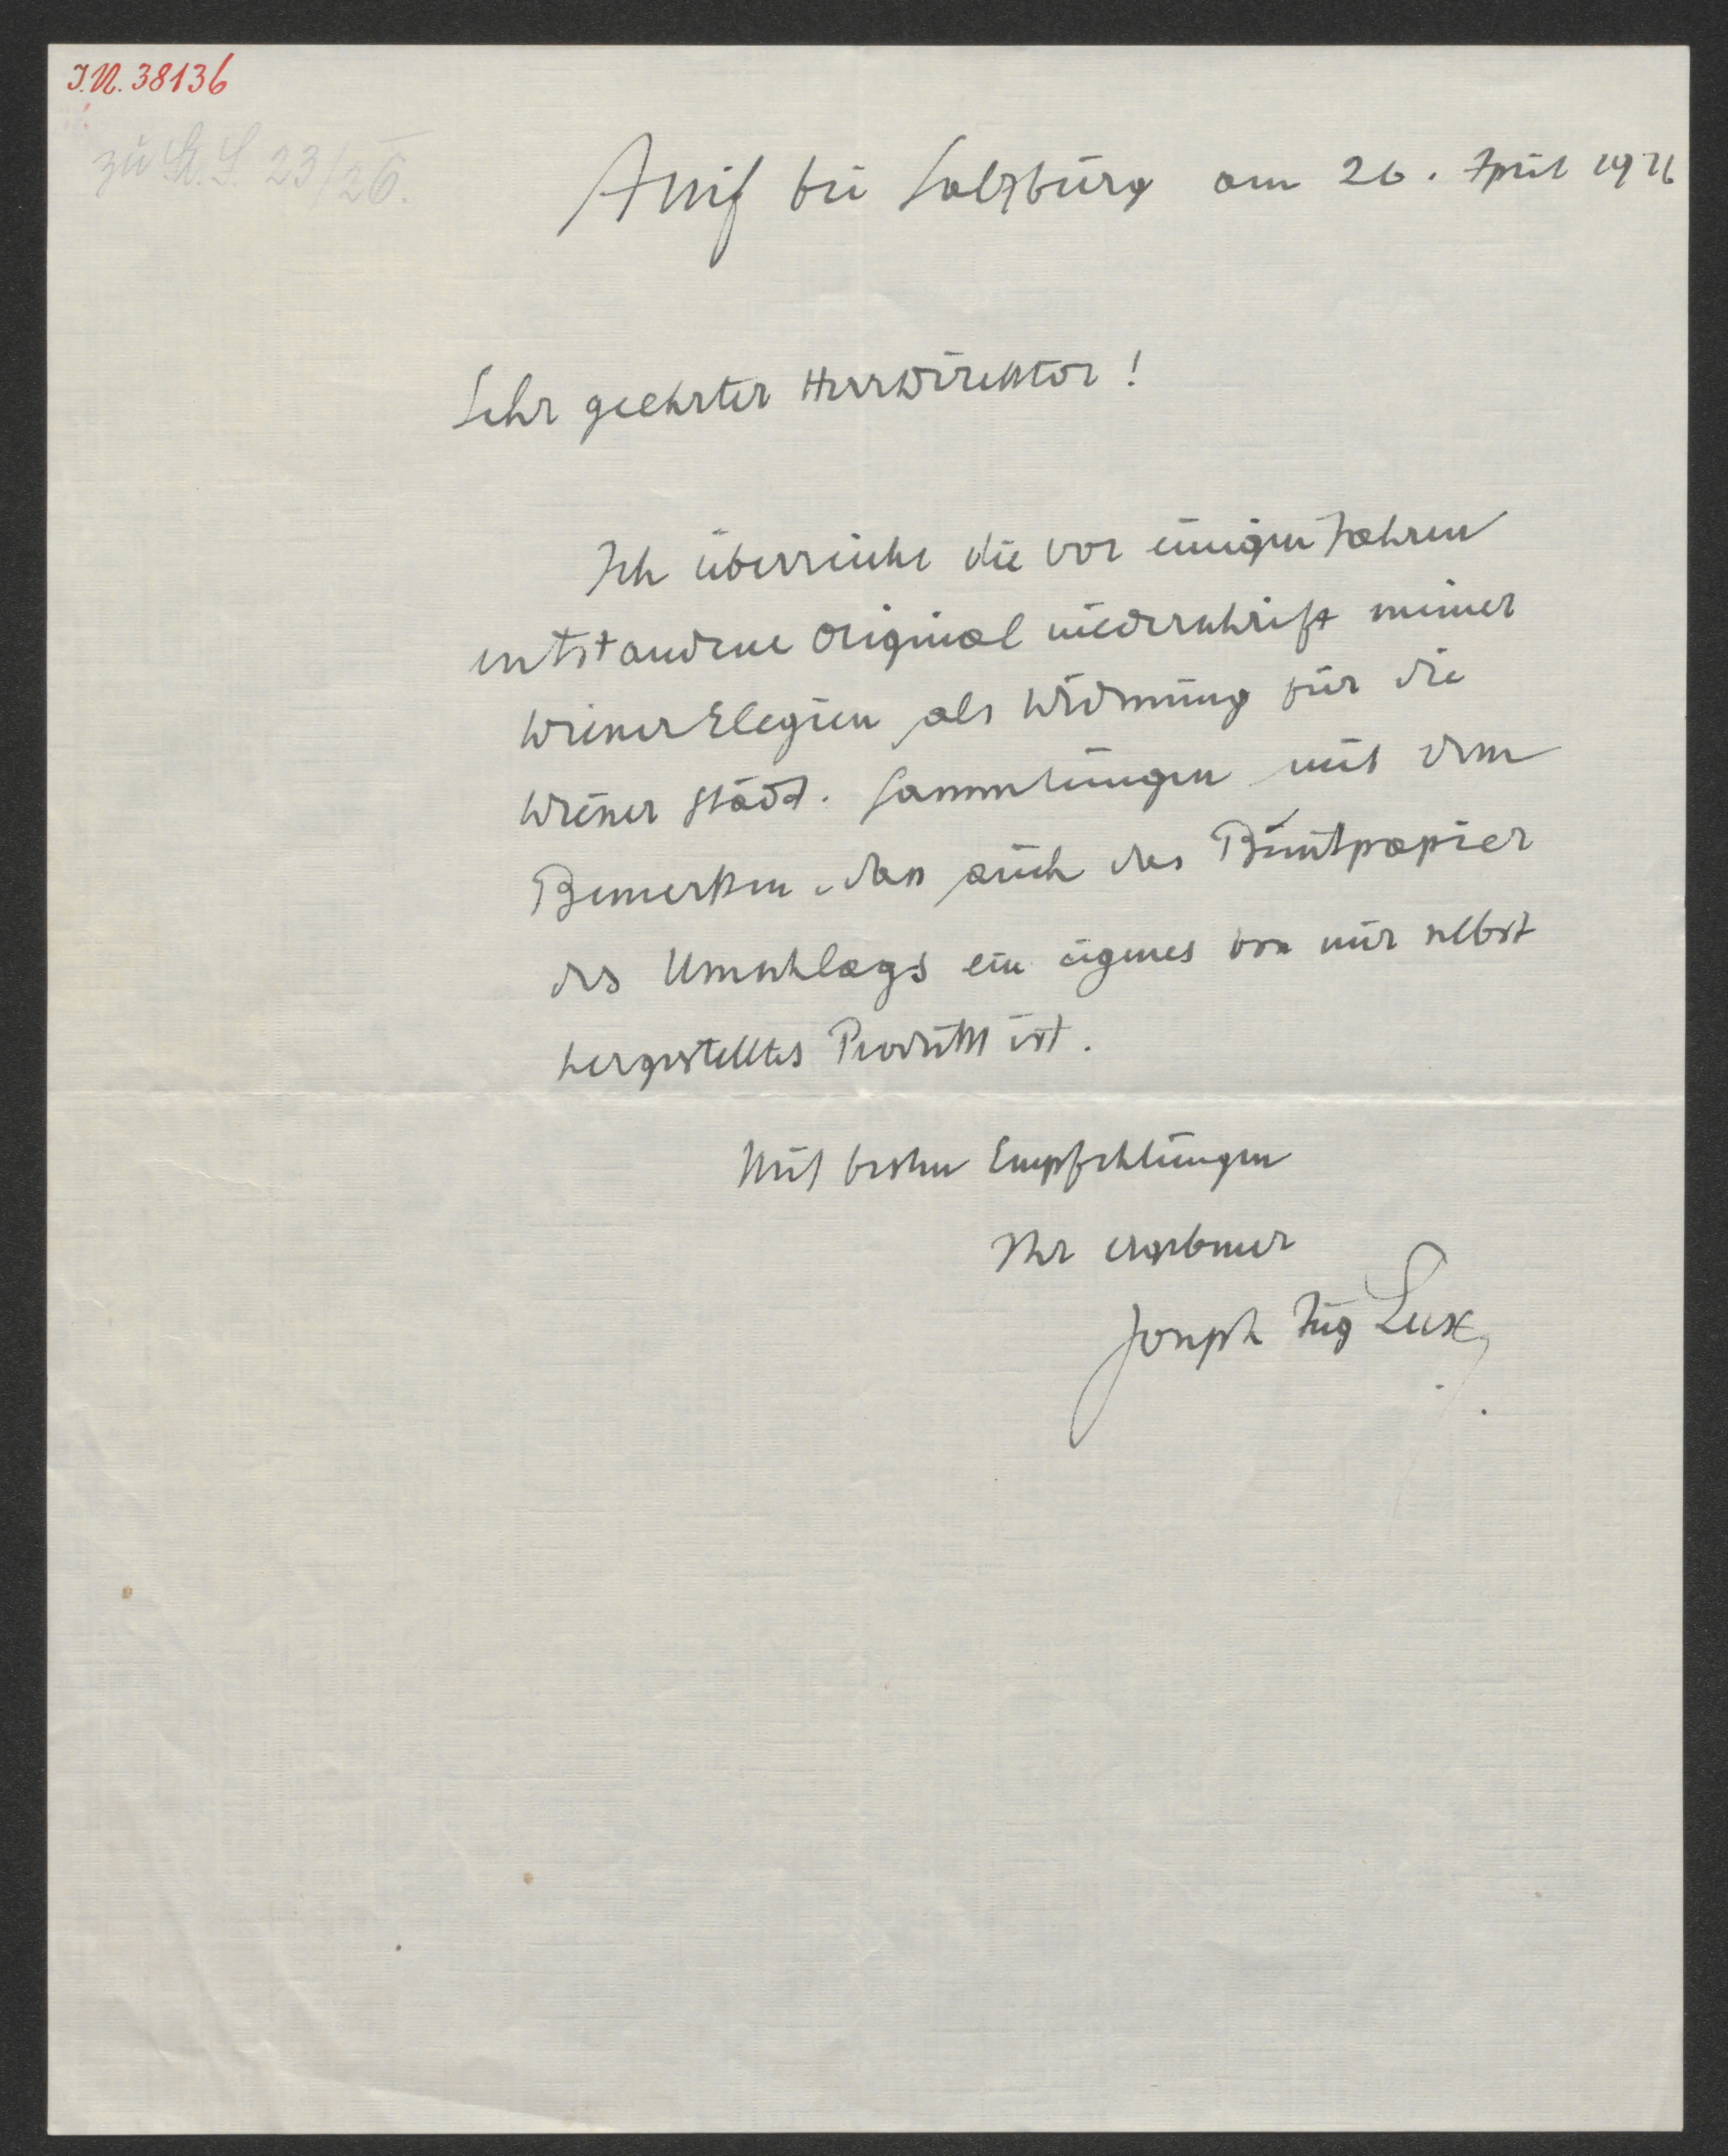 I.N. 38136
zu St. S. 23/26.
Anif bei Salzburg am 26. April 1926
Sehr geehrter Herr Direktor!
Ich überreiche die vor einigen Jahren
entstandene Original niederschrift meiner
Wiener Elegien als Widmung für die
Wiener städt. Sammlungen mit dem
Bemerken, dass auch das Buntpapier
des Umschlags ein eigenes von mir selbst
hergestelltes Produkt ist.
Mit besten Empfehlungen
Ihr ergebener
Joseph Aug Lux